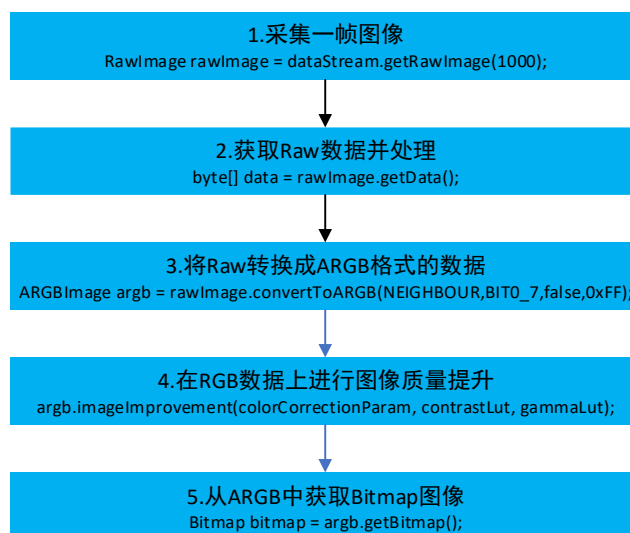 1.采集一帧图像
RawImage rawImage = dataStream.getRawImage(1000);
2.获取Raw数据并处理
byte[] data = rawImage.getData();
3.将Raw转换成ARGB格式的数据
ARGBImage argb = rawImage.convertToARGB(NEIGHBOUR,BIT0_7,false,0xFF);
4.在RGB数据上进行图像质量提升
argb.imageImprovement(colorCorrectionParam, contrastLut, gammaLut);
5.从ARGB中获取Bitmap图像
Bitmap bitmap = argb.getBitmap();